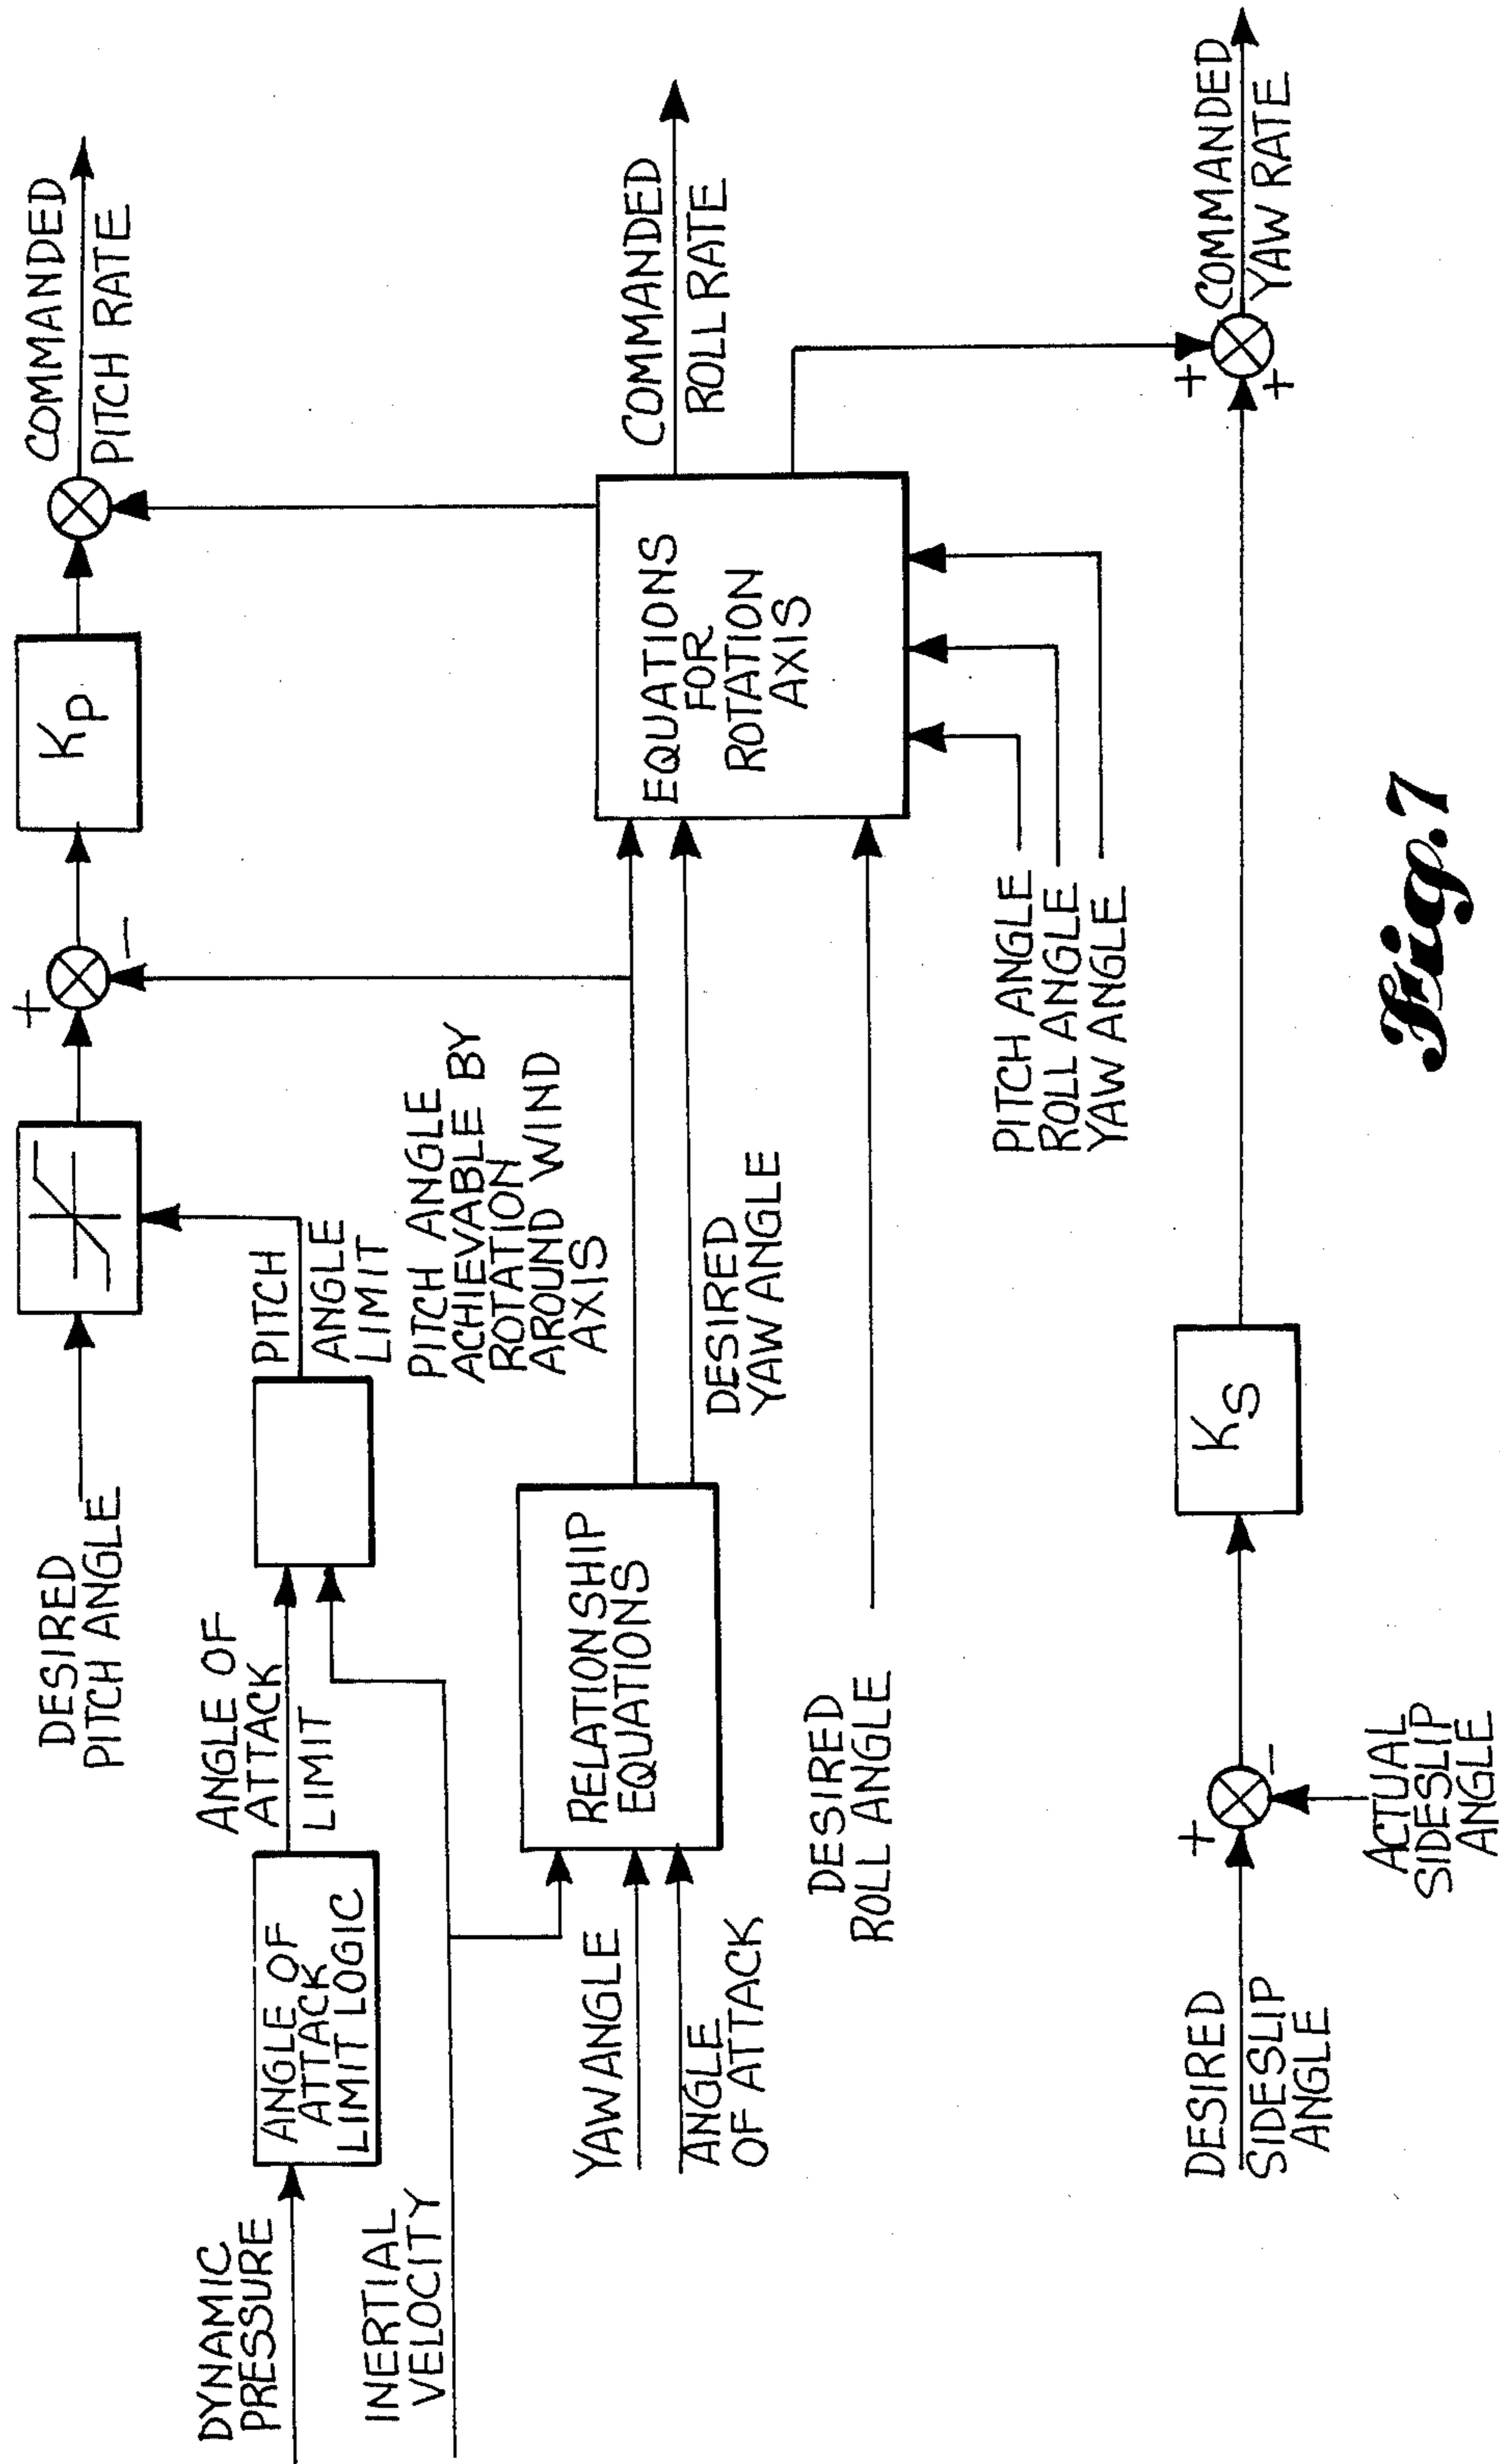 COMMANDED
PITCH RATE
KP
+
-
DESIRED
PITCH ANGLE
PITCH
ANGLE
LIMIT
ANGLE OF
ATTACK
LIMIT
ANGLE OF
ATTACK
LIMIT LOGIC
DYNAMIC
PRESSURE
INERTIAL
VELOCITY
PITCH ANGLE
ACHIEVABLE BY
ROTATION
AROUND WIND
AXIS
RELATIONSHIP
EQUATIONS
YAW ANGLE
ANGLE
OF ATTACK
DESIRED
YAW ANGLE
EQUATIONS
FOR
ROTATION
AXIS
COMMANDED
ROLL RATE
DESIRED
ROLL ANGLE
PITCH ANGLE
ROLL ANGLE
YAW ANGLE
DESIRED
SIDESLIP
ANGLE
+
-
ACTUAL
SIDESLIP
ANGLE
KS
+
+
COMMANDED
YAW RATE
Fig. 7